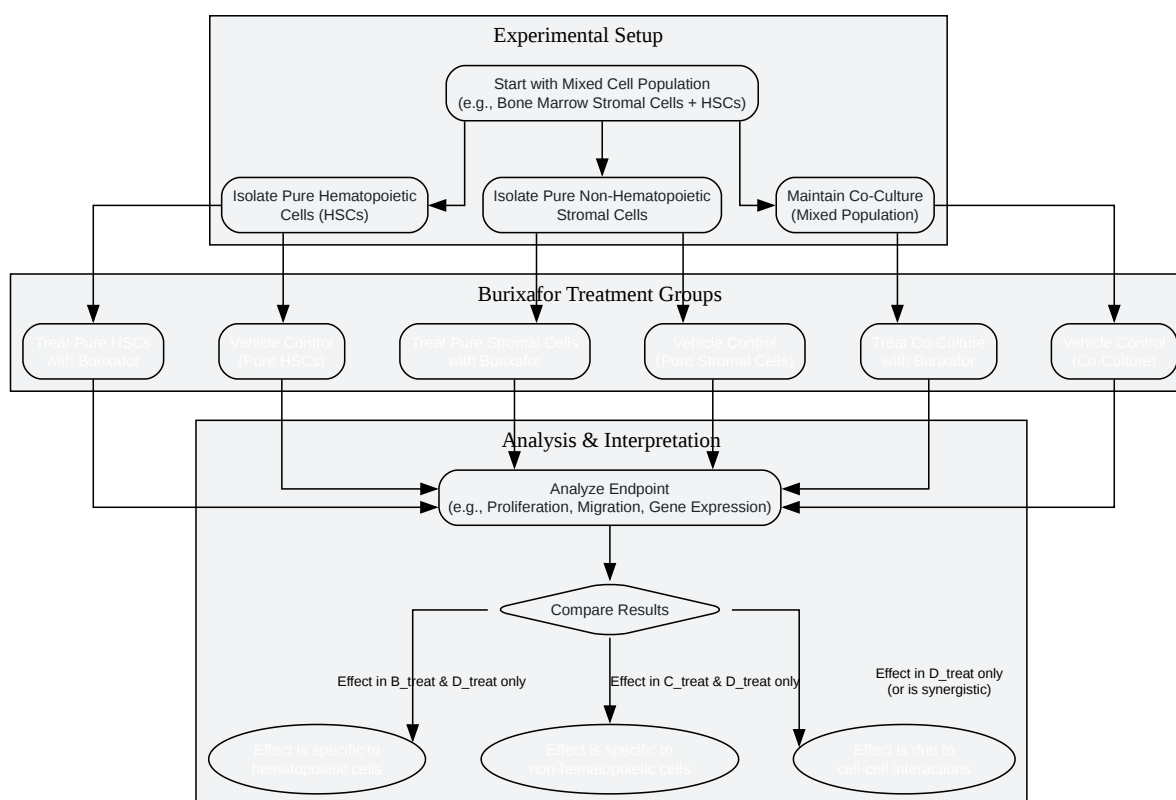 Experimental Setup
Start with Mixed Cell Population
(e.g., Bone Marrow Stromal Cells + HSCs)
Isolate Pure Hematopoietic
Cells (HSCs)
Isolate Pure Non-Hematopoietic
Stromal Cells
Maintain Co-Culture
(Mixed Population)
Burixafor Treatment Groups
Treat Pure HSCs
with Burixafor
Vehicle Control
(Pure HSCs)
Treat Pure Stromal Cells
with Burixafor
Vehicle Control
(Pure Stromal Cells)
Treat Co-Culture
with Burixafor
Vehicle Control
(Co-Culture)
Analysis & Interpretation
Analyze Endpoint
(e.g., Proliferation, Migration, Gene Expression)
Compare Results
Effect in B_treat & D_treat only
Effect in C_treat & D_treat only
Effect in D_treat only
(or is synergistic)
Effect is specific to
hematopoietic cells
Effect is specific to
non-hematopoietic cells
Effect is due to
cell-cell interactions